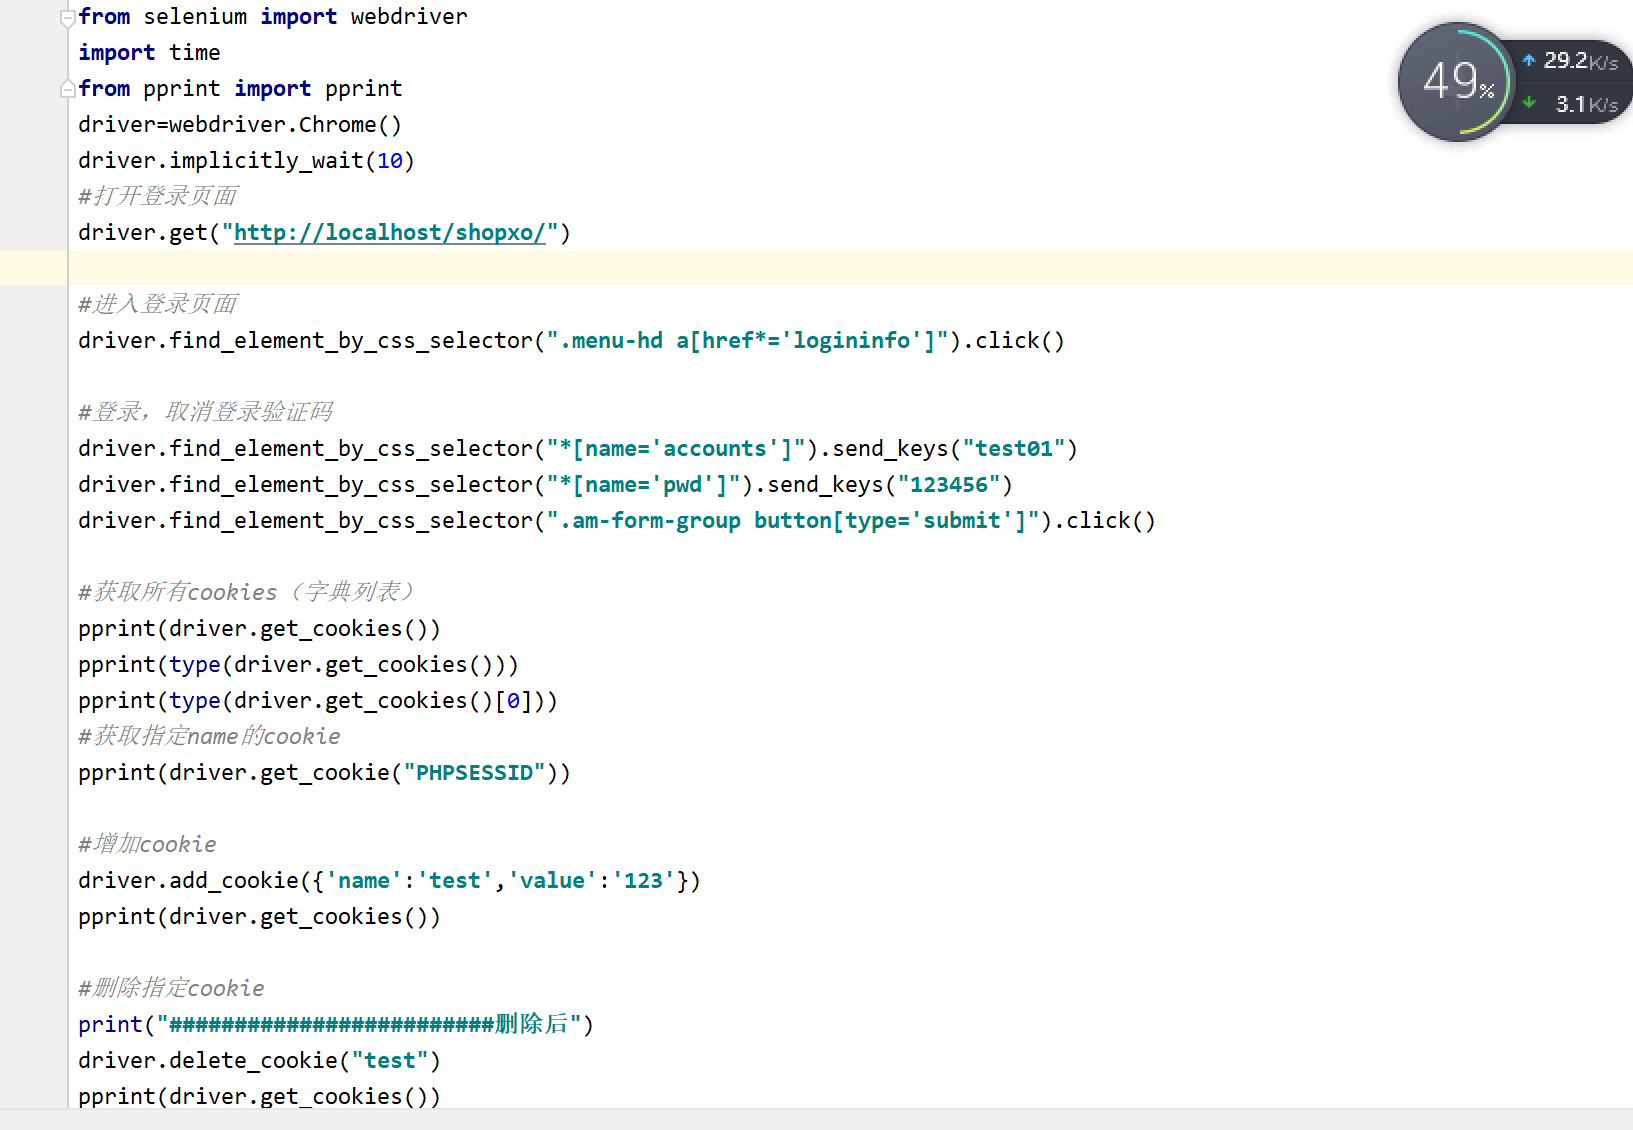 from selenium import webdriver
import time
from pprint import pprint
driver=webdriver.Chrome()
driver.implicitly_wait(10)
#打开登录页面
driver.get("http://localhost/shopxo/")
#进入登录页面
driver.find_element_by_css_selector(".menu-hd a[href*='logininfo']").click()
#登录，取消登录验证码
driver.find_element_by_css_selector("*[name='accounts']").send_keys("test01")
driver.find_element_by_css_selector("*[name='pwd']").send_keys("123456")
driver.find_element_by_css_selector(".am-form-group button[type='submit']").click()
#获取所有cookies（字典列表）
pprint(driver.get_cookies())
pprint(type(driver.get_cookies()))
pprint(type(driver.get_cookies()[0]))
#获取指定name的cookie
pprint(driver.get_cookie("PHPSESSID"))
#增加cookie
driver.add_cookie({'name':'test','value':'123'})
pprint(driver.get_cookies())
#删除指定cookie
print("#########################删除后")
driver.delete_cookie("test")
pprint(driver.get_cookies())
49%
29.2K/s
3.1K/s